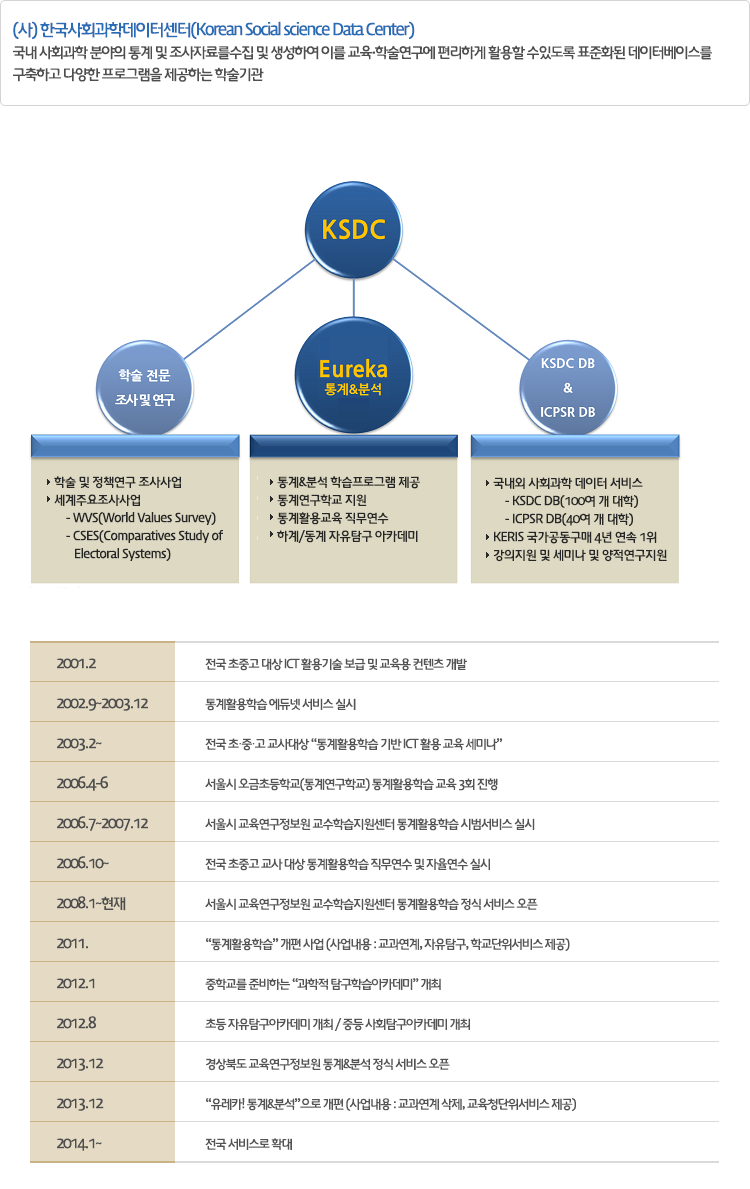 (사) 한국사회과학데이터센터(Korean Social science Data Center)
국내 사회과학 분야의 통계 및 조사자료를수집 및 생성하여 이를 교육·학술연구에 편리하게 활용할 수있도록 표준화된 데이터베이스를
구축하고 다양한 프로그램을 제공하는 학술기관
KSDC
학술 전문
조사 및 연구
Eureka
통계&분석
KSDC DB
&
ICPSR DB
학술 및 정책연구 조사사업
세계주요조사사업
- WVS(World Values Survey)
- CSES(Comparatives Study of
Electoral Systems)
통계&분석 학습프로그램 제공
통계연구학교 지원
통계활용교육 직무연수
하계/동계 자유탐구 아카데미
국내외 사회과학 데이터 서비스
- KSDC DB(100여 개 대학)
- ICPSR DB(40여 개 대학)
KERIS 국가공동구매 4년 연속 1위
강의지원 및 세미나 및 양적연구지원
2001.2 전국 초중고 대상 ICT 활용기술 보급 및 교육용 컨텐츠 개발
2002.9~2003.12 통계활용학습 에듀넷 서비스 실시
2003.2~ 전국 초·중·고 교사대상 “통계활용학습 기반 ICT 활용 교육 세미나”
2006.4-6 서울시 오금초등학교(통계연구학교) 통계활용학습 교육 3회 진행
2006.7~2007.12 서울시 교육연구정보원 교수학습지원센터 통계활용학습 시범서비스 실시
2006.10~ 전국 초중고 교사 대상 통계활용학습 직무연수 및 자율연수 실시
2008.1~현재 서울시 교육연구정보원 교수학습지원센터 통계활용학습 정식 서비스 오픈
2011. “통계활용학습” 개편 사업 (사업내용 : 교과연계, 자유탐구, 학교단위서비스 제공)
2012.1 중학교를 준비하는 “과학적 탐구학습아카데미” 개최
2012.8 초등 자유탐구아카데미 개최 / 중등 사회탐구아카데미 개최
2013.12 경상북도 교육연구정보원 통계&분석 정식 서비스 오픈
2013.12 “유레카! 통계&분석”으로 개편 (사업내용 : 교과연계 삭제, 교육청단위서비스 제공)
2014.1~ 전국 서비스로 확대